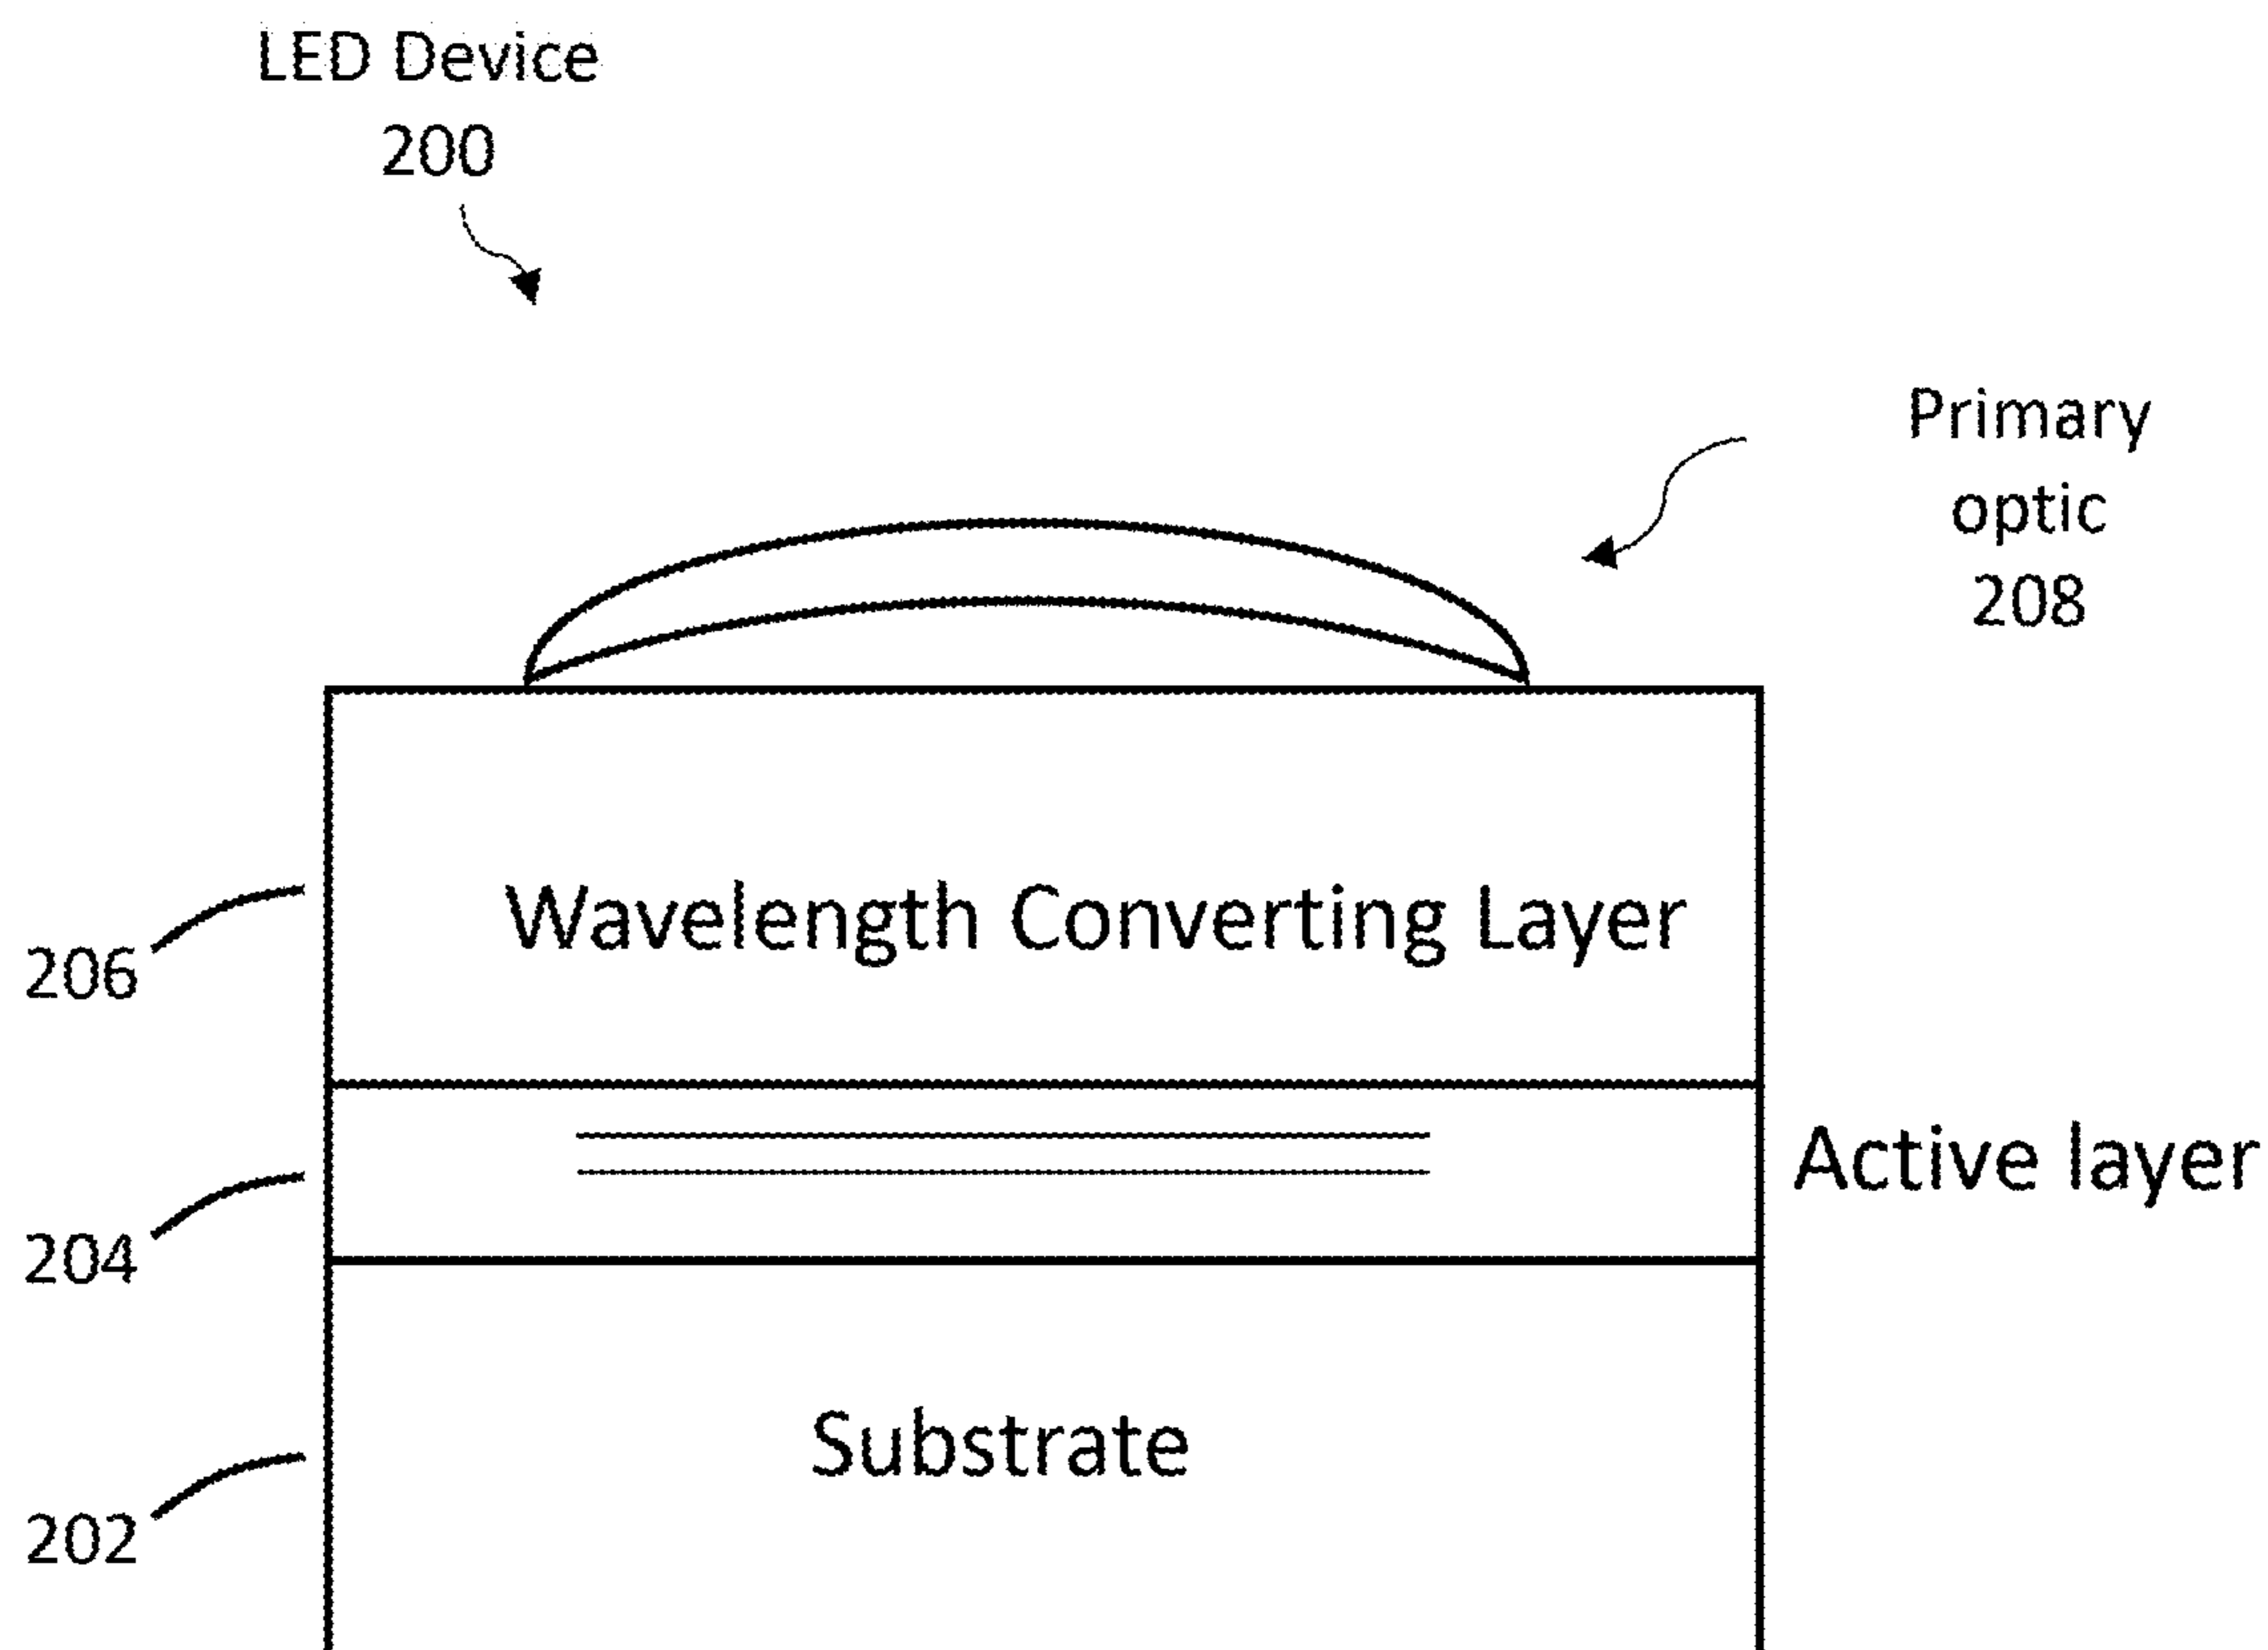 LED Device
200
Primary
optic
208
Wavelength Converting Layer
206
Active layer
204
Substrate
202